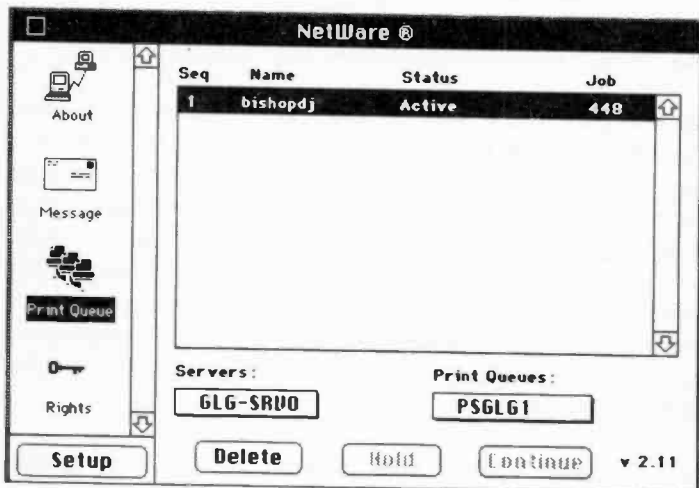 NetWare ®
About
Message
Print Queue
Rights
Setup
Seq Name Status Job
1 bishopdj Active 448
Servers:
GLG-SRV0
Print Queues:
PSGLG1
Delete
Hold
Continue
v 2.11